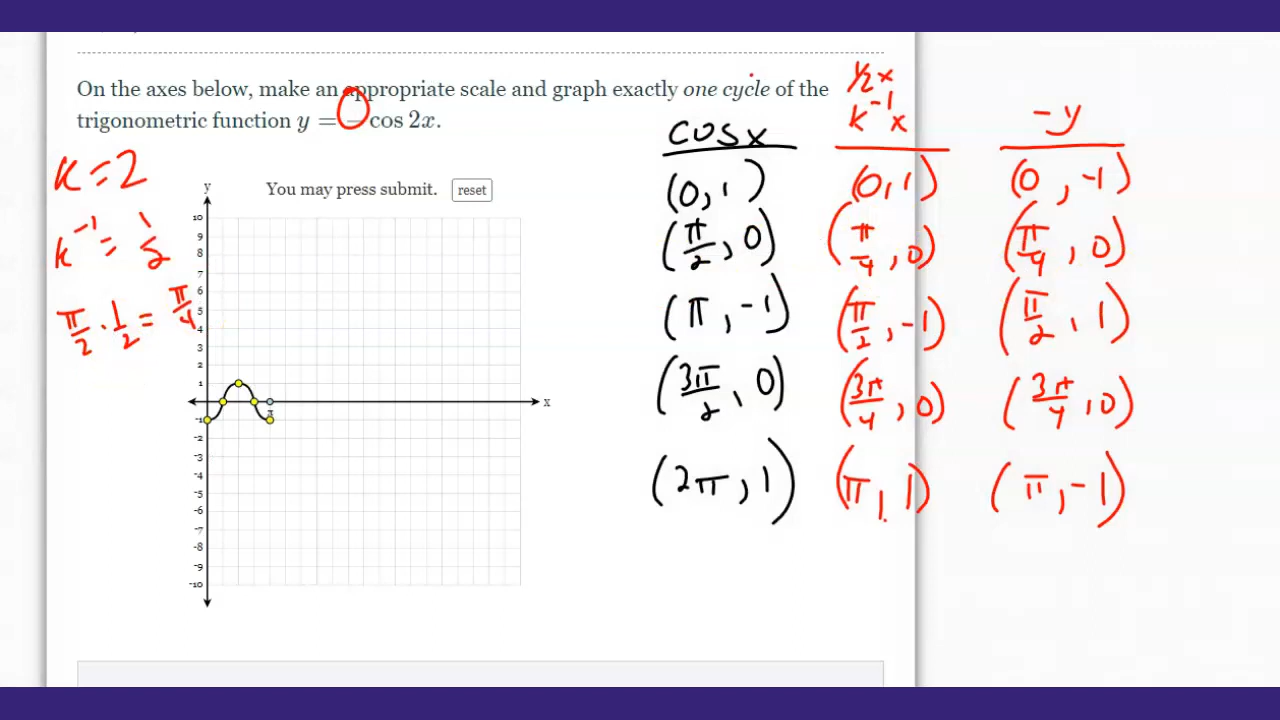 On the axes below, make an appropriate scale and graph exactly one cycle of the
trigonometric function y = − cos 2x.
k = 2
k⁻¹ = 1/2
π/2 · 1/2 = π/4
You may press submit. reset
y
10
9
8
7
6
5
4
3
2
1
-1
-2
-3
-4
-5
-6
-7
-8
-9
-10
x
π
cosx
(0, 1)
(π/2, 0)
(π, -1)
(3π/2, 0)
(2π, 1)
1/2 x
k⁻¹ x
(0, 1)
(π/4, 0)
(π/2, -1)
(3π/4, 0)
(π, 1)
-y
(0, -1)
(π/4, 0)
(π/2, 1)
(3π/4, 0)
(π, -1)